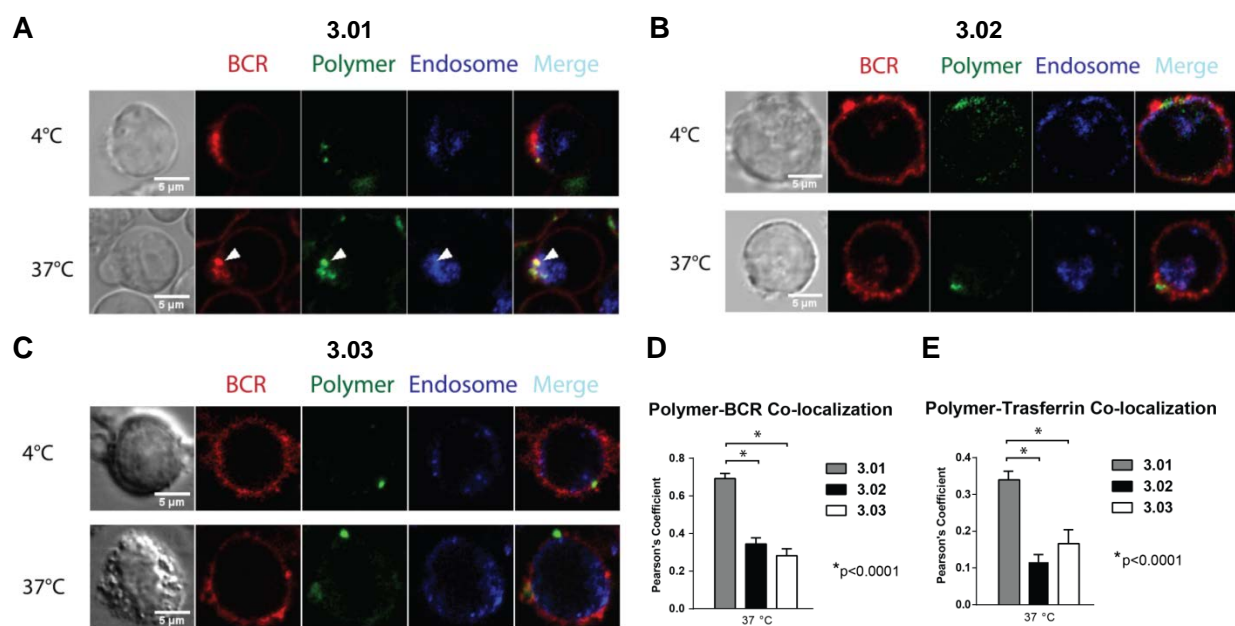 A
3.01
BCR Polymer Endosome Merge
4°C
5 µm
37°C
5 µm
B
3.02
BCR Polymer Endosome Merge
4°C
5 µm
37°C
5 µm
C
3.03
BCR Polymer Endosome Merge
4°C
5 µm
37°C
5 µm
D
Polymer-BCR Co-localization
Pearson's Coefficient
0.8
0.6
0.4
0.2
0.0
*
*
37 °C
3.01
3.02
3.03
*p<0.0001
E
Polymer-Trasferrin Co-localization
Pearson's Coefficient
0.4
0.3
0.2
0.1
0.0
*
*
37 °C
3.01
3.02
3.03
*p<0.0001